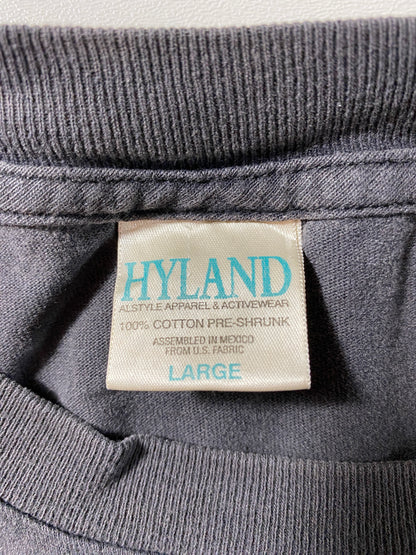 HYLAND
ALSTYLE APPAREL & ACTIVEWEAR
100% COTTON PRE-SHRUNK
ASSEMBLED IN MEXICO
FROM U.S. FABRIC
LARGE